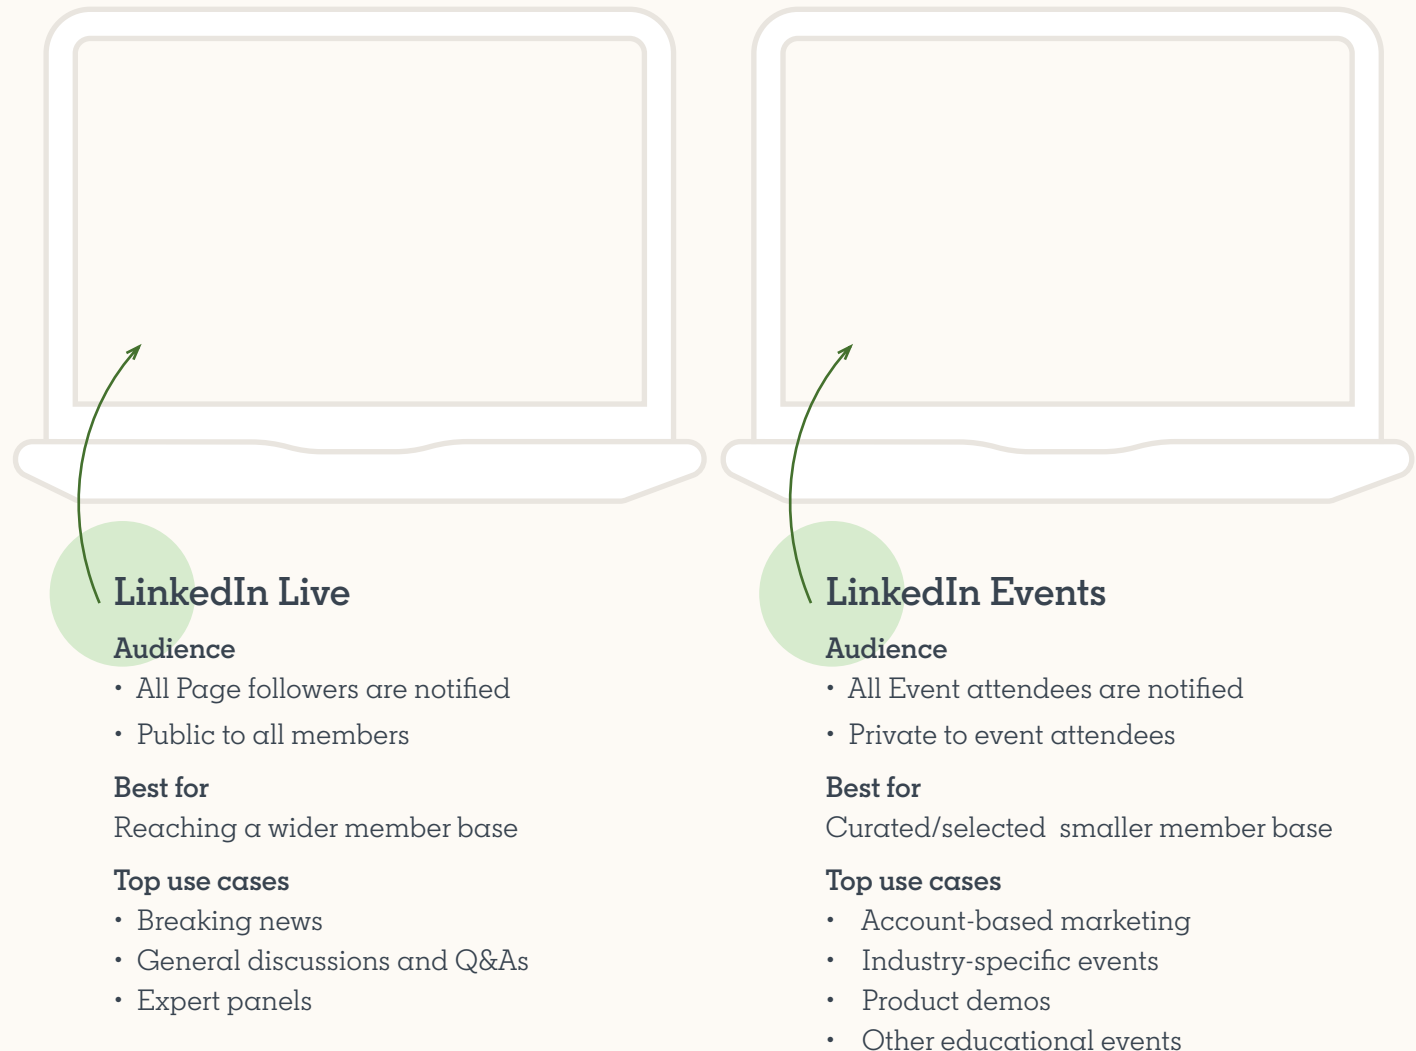 LinkedIn Live
Audience
• All Page followers are notified
• Public to all members
Best for
Reaching a wider member base
Top use cases
• Breaking news
• General discussions and Q&As
• Expert panels
LinkedIn Events
Audience
• All Event attendees are notified
• Private to event attendees
Best for
Curated/selected  smaller member base
Top use cases
• Account-based marketing
• Industry-specific events
• Product demos
• Other educational events